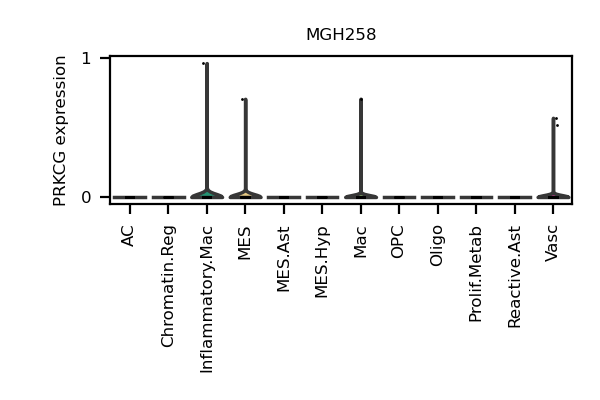 MGH258
PRKCG expression
1
0
AC
Chromatin.Reg
Inflammatory.Mac
MES
MES.Ast
MES.Hyp
Mac
OPC
Oligo
Prolif.Metab
Reactive.Ast
Vasc